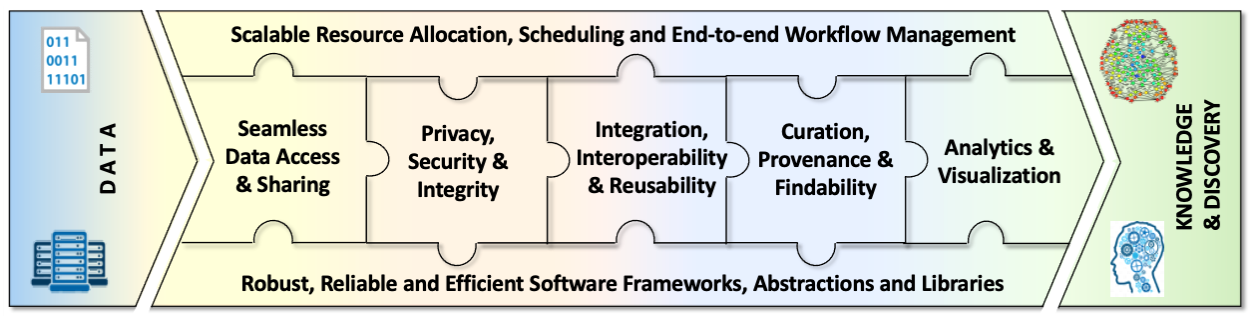 011
0011
11101
DATA
Scalable Resource Allocation, Scheduling and End-to-end Workflow Management
Seamless
Data Access
& Sharing
Privacy,
Security &
Integrity
Integration,
Interoperability
& Reusability
Curation,
Provenance &
Findability
Analytics &
Visualization
Robust, Reliable and Efficient Software Frameworks, Abstractions and Libraries
KNOWLEDGE
& DISCOVERY